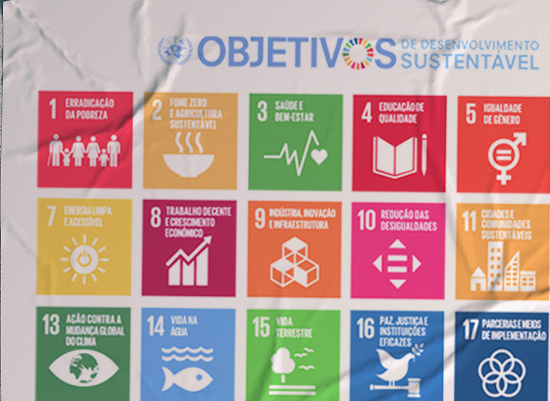 OBJETIVOS
DE DESENVOLVIMENTO
SUSTENTÁVEL
1 ERRADICAÇÃO
DA POBREZA
2 FOME ZERO
E AGRICULTURA
SUSTENTÁVEL
3 SAÚDE E
BEM-ESTAR
4 EDUCAÇÃO DE
QUALIDADE
5 IGUALDADE
DE GÊNERO
7 ENERGIA LIMPA
E ACESSÍVEL
8 TRABALHO DECENTE
E CRESCIMENTO
ECONÔMICO
9 INDÚSTRIA, INOVAÇÃO
E INFRAESTRUTURA
10 REDUÇÃO DAS
DESIGUALDADES
11 CIDADES E
COMUNIDADES
SUSTENTÁVEIS
13 AÇÃO CONTRA A
MUDANÇA GLOBAL
DO CLIMA
14 VIDA NA
ÁGUA
15 VIDA
TERRESTRE
16 PAZ, JUSTIÇA E
INSTITUIÇÕES
EFICAZES
17 PARCERIAS E MEIOS
DE IMPLEMENTAÇÃO